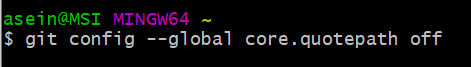 asein@MSI MINGW64 ~
$ git config --global core.quotepath off